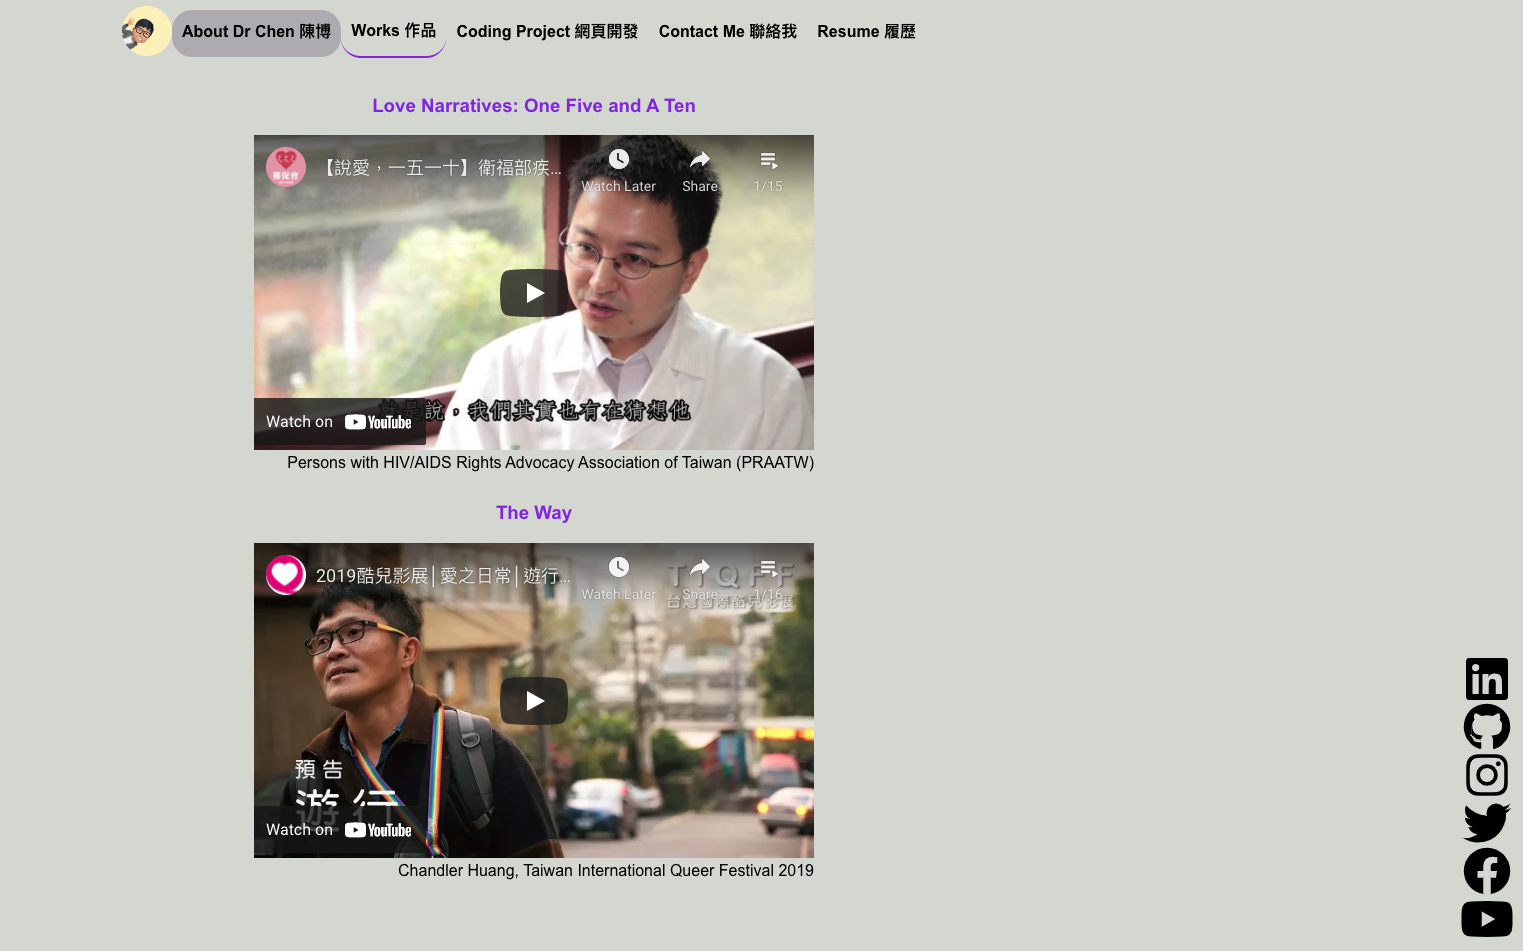 About Dr Chen 陳博
Works 作品
Coding Project 網頁開發
Contact Me 聯絡我
Resume 履歷
Love Narratives: One Five and A Ten
【說愛，一五一十】衛福部疾...
Watch Later
Share
1/15
說，我們其實也有在猜想他
Watch on YouTube
Persons with HIV/AIDS Rights Advocacy Association of Taiwan (PRAATW)
The Way
2019酷兒影展│愛之日常│遊行...
Watch Later
Share
1/16
TIQFF
台灣國際酷兒影展
預告
遊行
Watch on YouTube
Chandler Huang, Taiwan International Queer Festival 2019